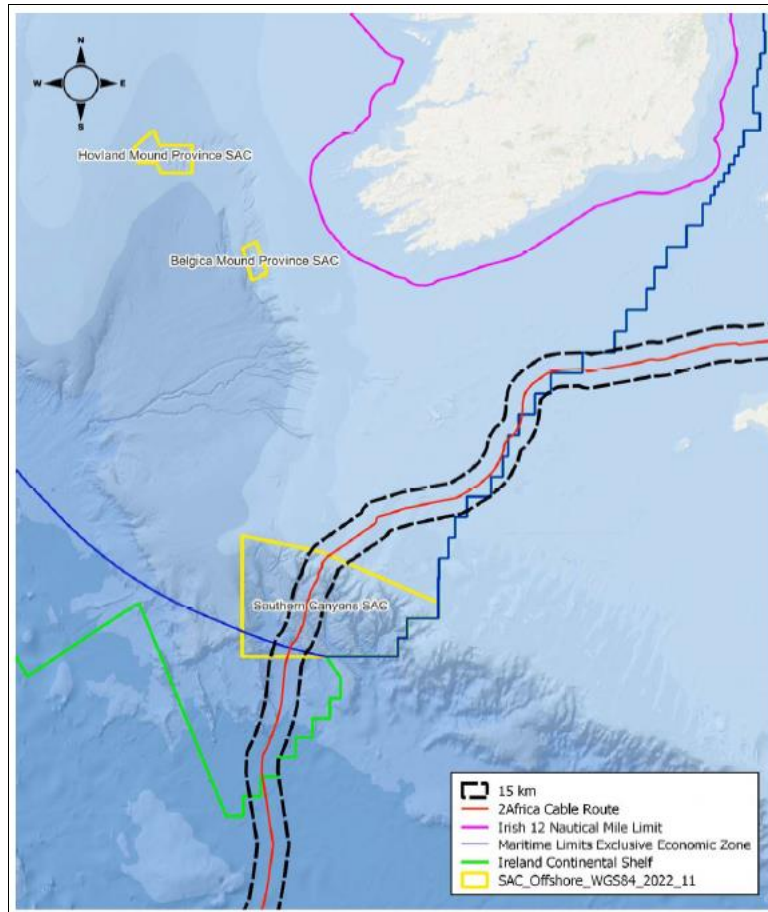 N
W E
S
Hovland Mound Province SAC
Belgica Mound Province SAC
Southern Canyons SAC
15 km
2Africa Cable Route
Irish 12 Nautical Mile Limit
Maritime Limits Exclusive Economic Zone
Ireland Continental Shelf
SAC_Offshore_WGS84_2022_11